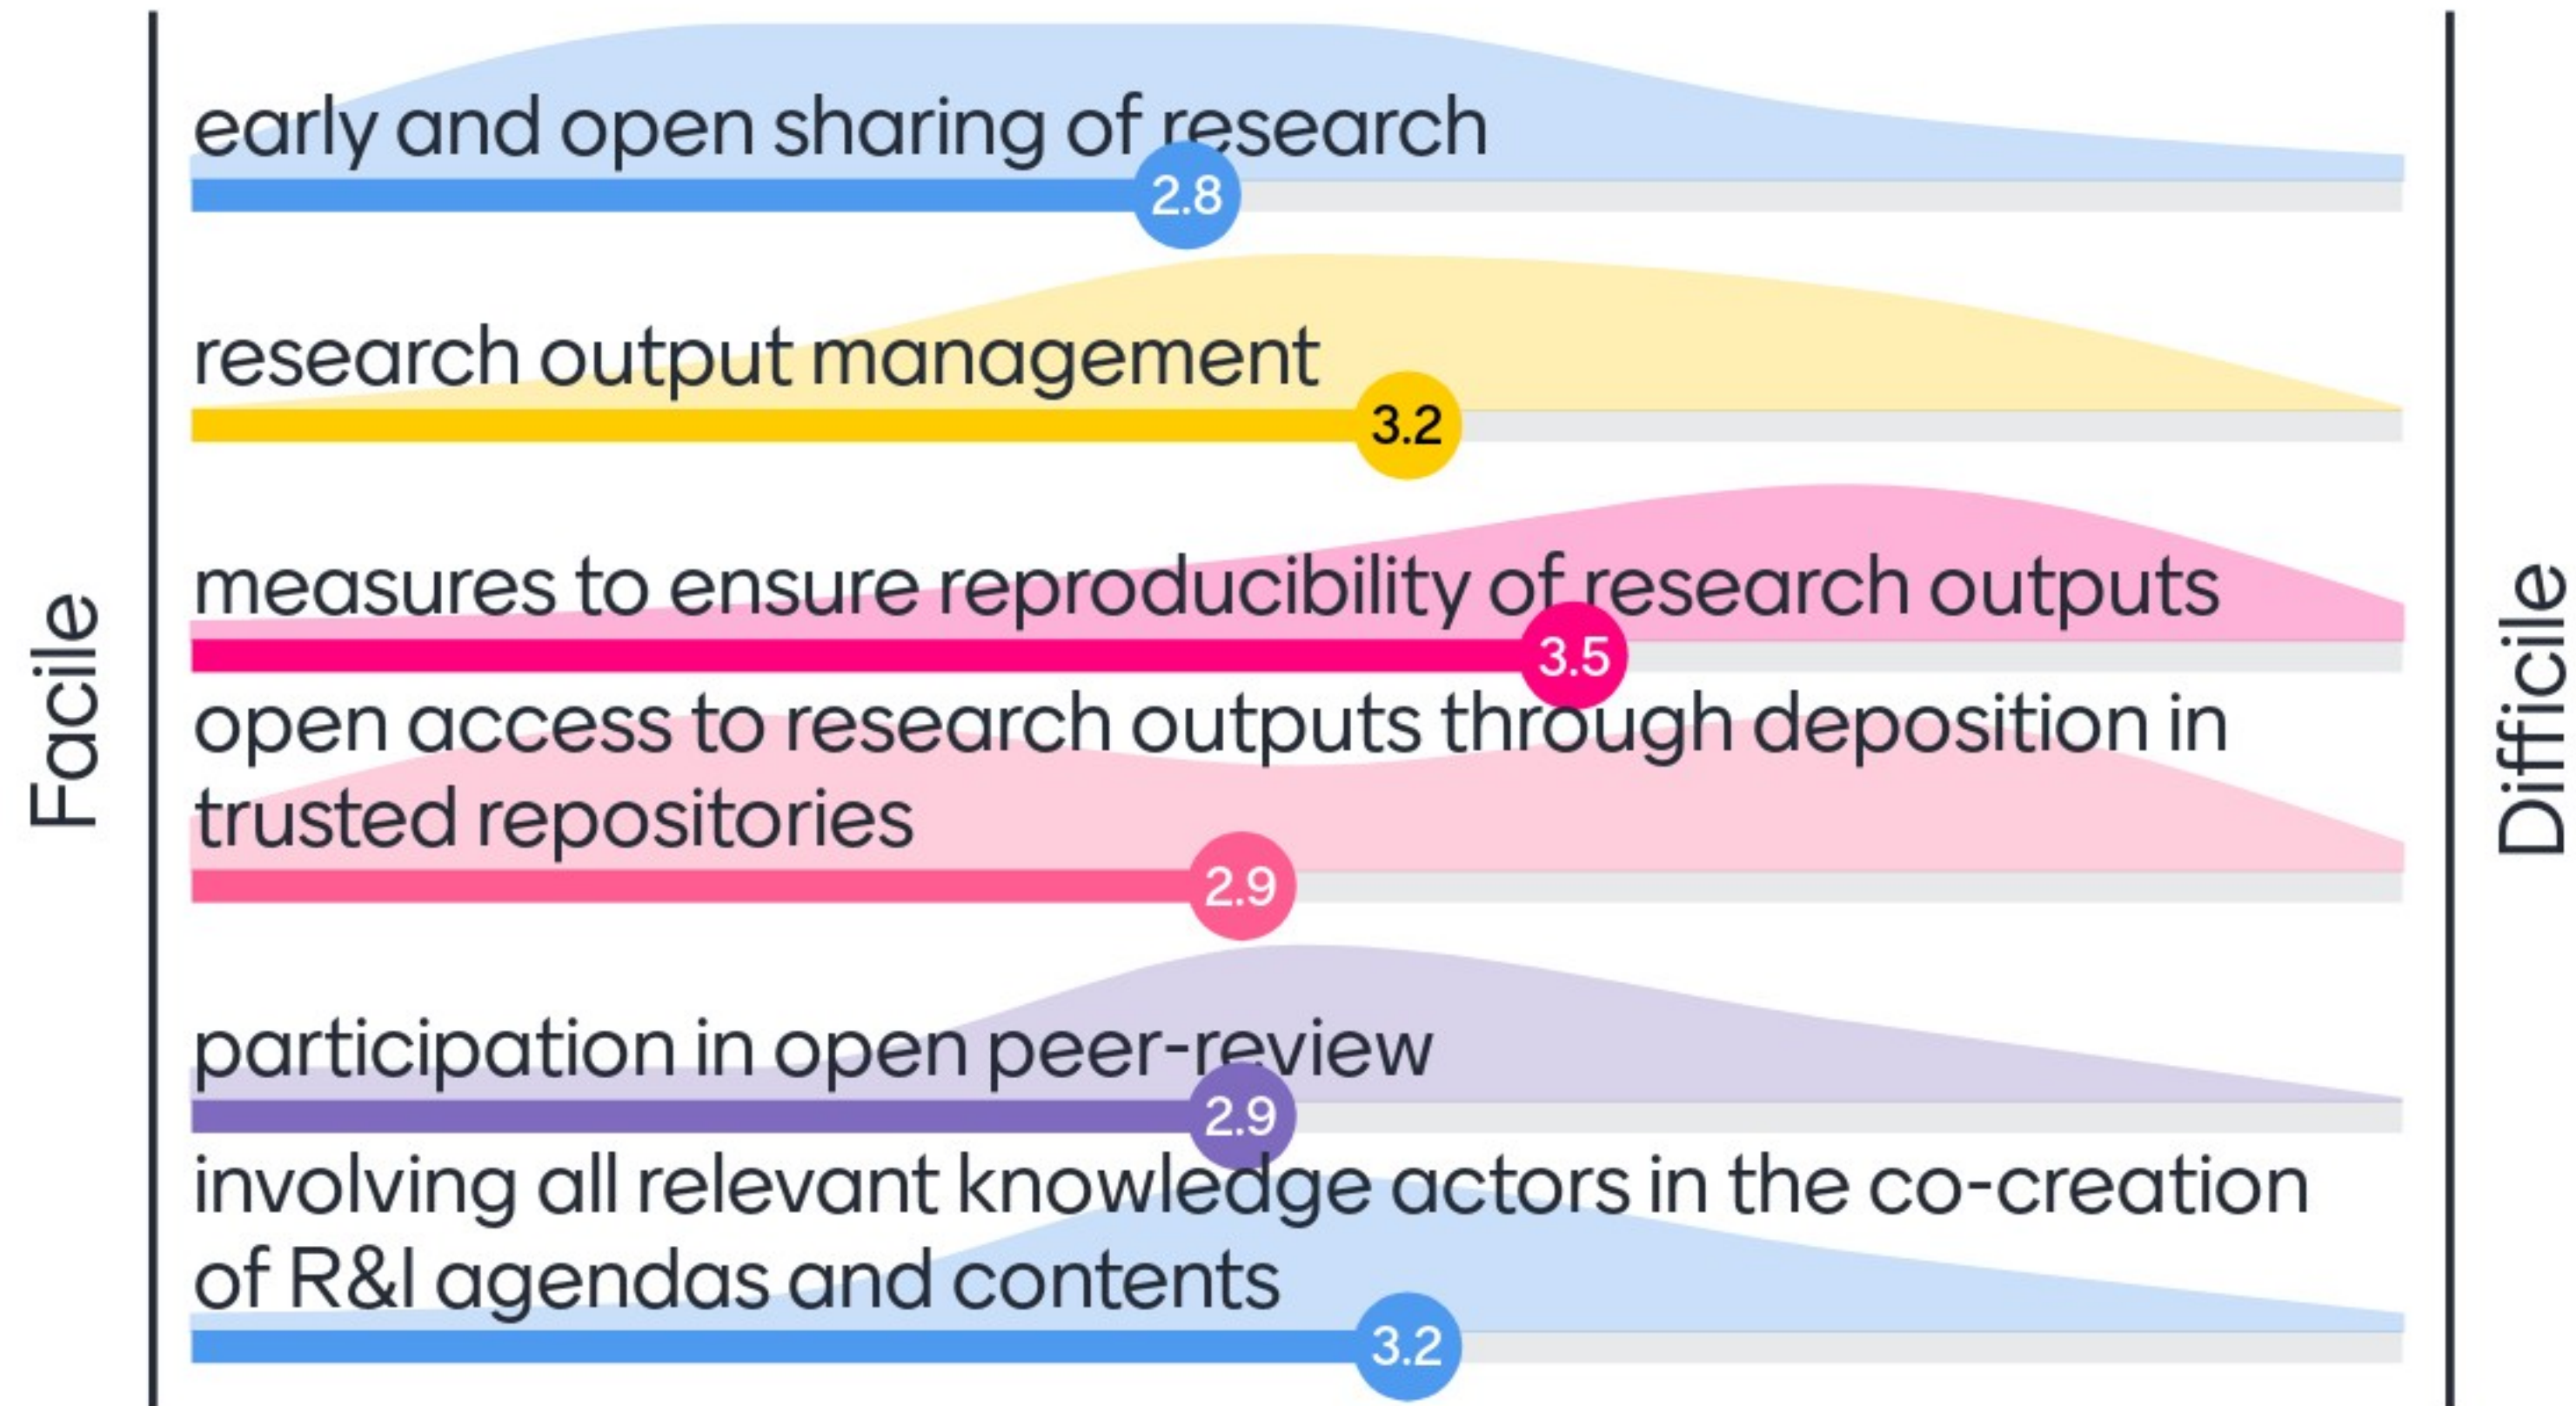 early and open sharing of research
2.8
research output management
3.2
measures to ensure reproducibility of research outputs
3.5
open access to research outputs through deposition in
trusted repositories
2.9
participation in open peer-review
2.9
involving all relevant knowledge actors in the co-creation
of R&I agendas and contents
3.2
Facile
Difficile